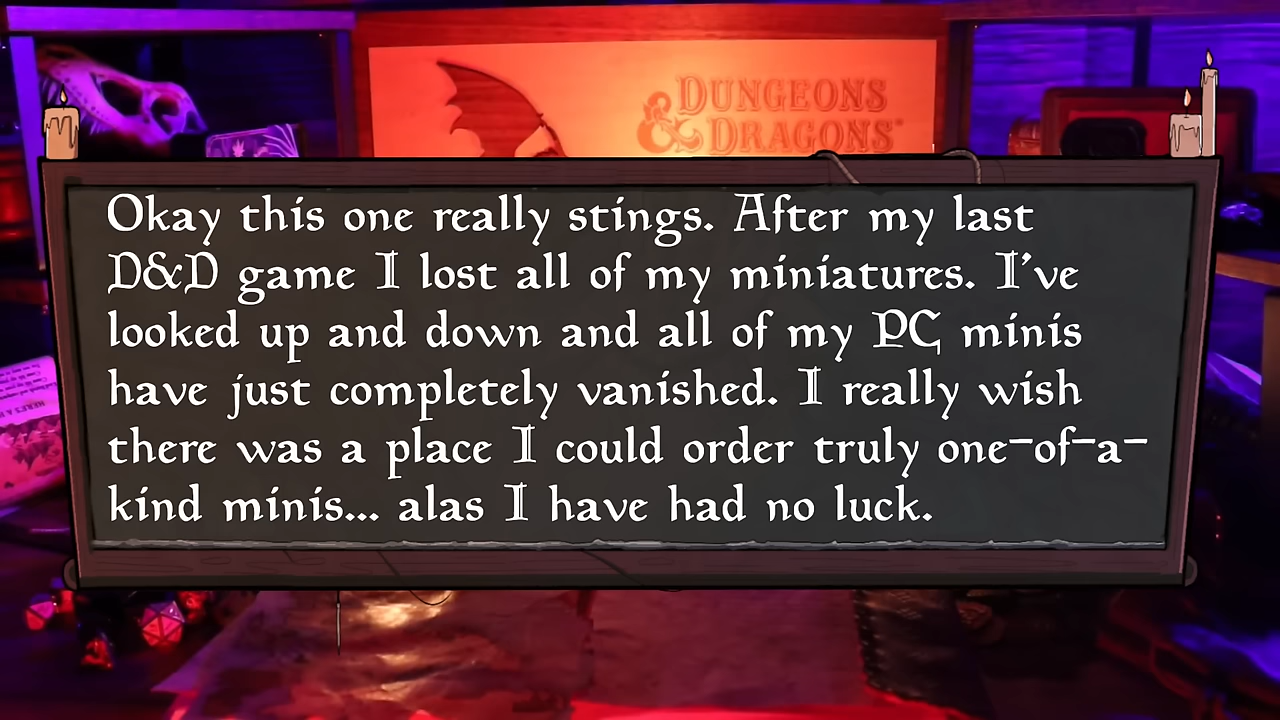 DUNGEONS
& DRAGONS
Okay this one really stings. After my last
D&D game I lost all of my miniatures. I've
looked up and down and all of my PC minis
have just completely vanished. I really wish
there was a place I could order truly one-of-a-
kind minis... alas I have had no luck.